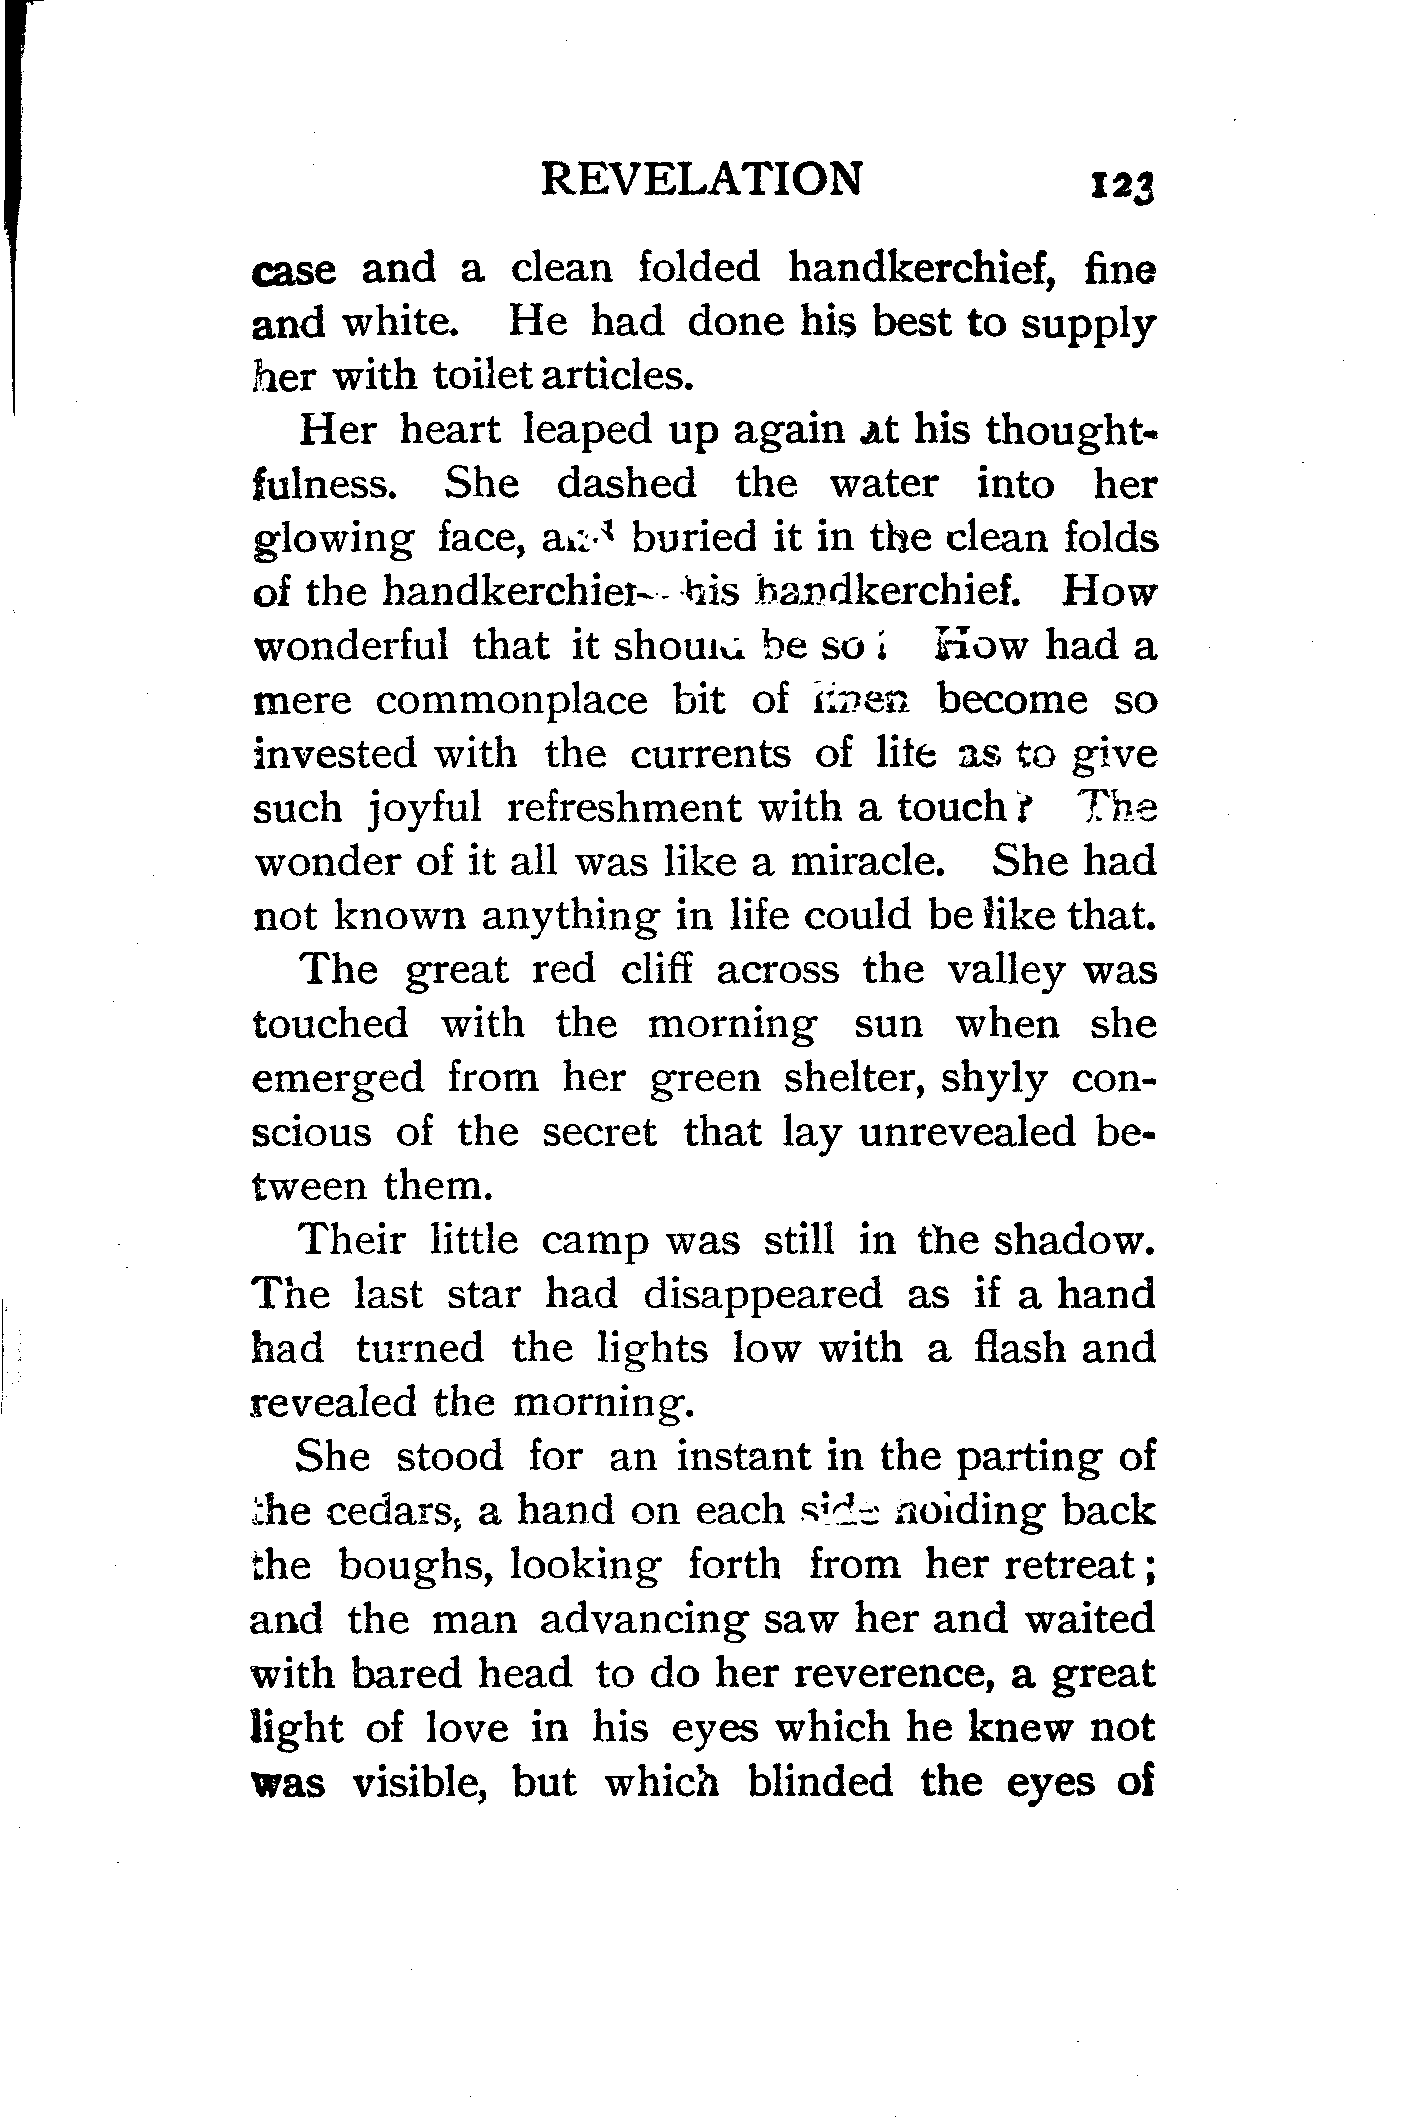 REVELATION 123
case and a clean folded handkerchief, fine
and white. He had done his best to supply
her with toilet articles.
Her heart leaped up again at his thought-
fulness. She dashed the water into her
glowing face, and buried it in the clean folds
of the handkerchief--his handkerchief. How
wonderful that it should be so! How had a
mere commonplace bit of linen become so
invested with the currents of life as to give
such joyful refreshment with a touch? The
wonder of it all was like a miracle. She had
not known anything in life could be like that.
The great red cliff across the valley was
touched with the morning sun when she
emerged from her green shelter, shyly con-
scious of the secret that lay unrevealed be-
tween them.
Their little camp was still in the shadow.
The last star had disappeared as if a hand
had turned the lights low with a flash and
revealed the morning.
She stood for an instant in the parting of
the cedars, a hand on each side holding back
the boughs, looking forth from her retreat;
and the man advancing saw her and waited
with bared head to do her reverence, a great
light of love in his eyes which he knew not
was visible, but which blinded the eyes of